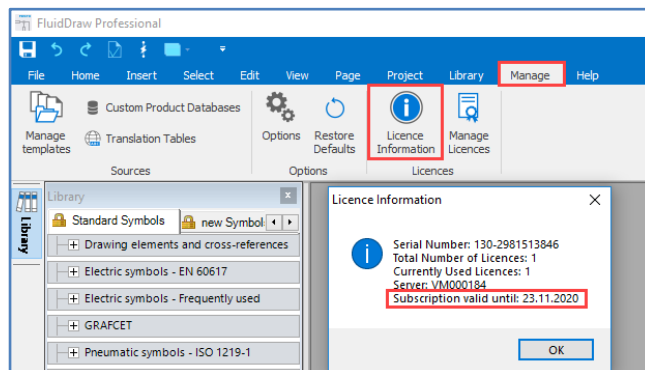 FluidDraw Professional
File Home Insert Select Edit View Page Project Library Manage Help
Manage templates
Custom Product Databases
Translation Tables
Sources
Options
Restore Defaults
Options
Licence Information
Manage Licences
Licences
Library
Library
Standard Symbols
new Symbol
Drawing elements and cross-references
Electric symbols - EN 60617
Electric symbols - Frequently used
GRAFCET
Pneumatic symbols - ISO 1219-1
Licence Information
Serial Number: 130-2981513846
Total Number of Licences: 1
Currently Used Licences: 1
Server: VM000184
Subscription valid until: 23.11.2020
OK